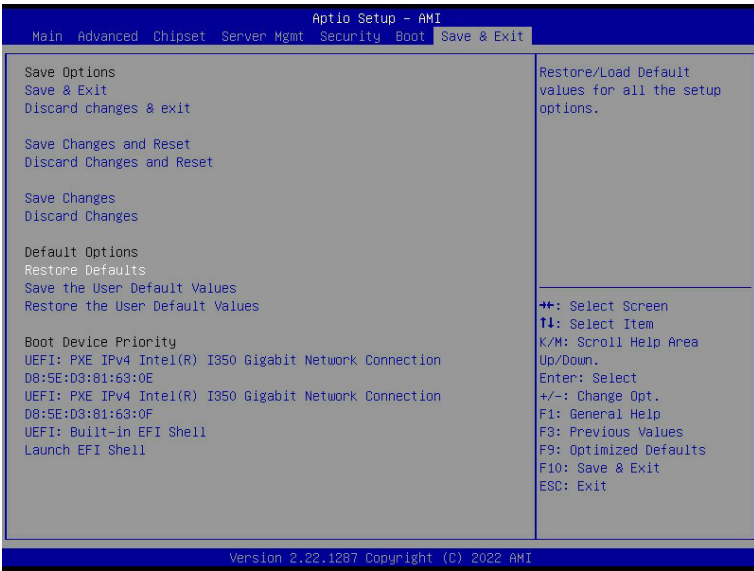 Aptio Setup – AMI
Main Advanced Chipset Server Mgmt Security Boot Save & Exit
Save Options
Save & Exit
Discard changes & exit
Save Changes and Reset
Discard Changes and Reset
Save Changes
Discard Changes
Default Options
Restore Defaults
Save the User Default Values
Restore the User Default Values
Boot Device Priority
UEFI: PXE IPv4 Intel(R) I350 Gigabit Network Connection
D8:5E:D3:81:63:0E
UEFI: PXE IPv4 Intel(R) I350 Gigabit Network Connection
D8:5E:D3:81:63:0F
UEFI: Built-in EFI Shell
Launch EFI Shell
Restore/Load Default
values for all the setup
options.
→←: Select Screen
↑↓: Select Item
K/M: Scroll Help Area
Up/Down.
Enter: Select
+/-: Change Opt.
F1: General Help
F3: Previous Values
F9: Optimized Defaults
F10: Save & Exit
ESC: Exit
Version 2.22.1287 Copyright (C) 2022 AMI